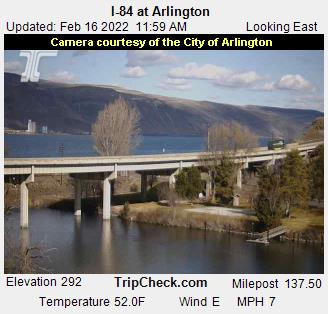 I-84 at Arlington
Updated: Feb 16 2022 11:59 AM Looking East
Camera courtesy of the City of Arlington
Elevation 292 TripCheck.com Milepost 137.50
Temperature 52.0F Wind E MPH 7